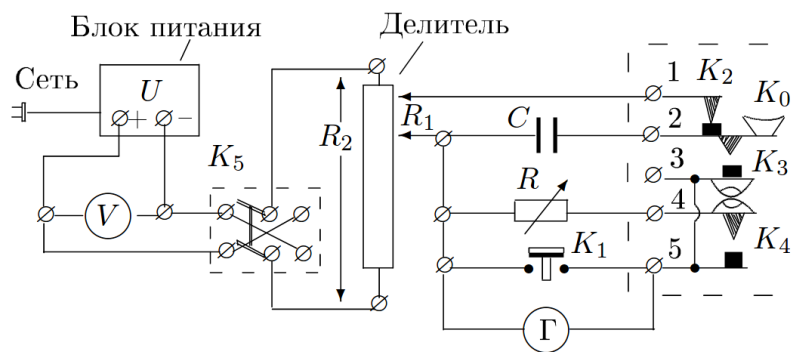 Блок питания
Делитель
Сеть
U
+ −
V
K5
R2
R1
C
R
K1
Г
1
2
3
4
5
K2
K0
K3
K4